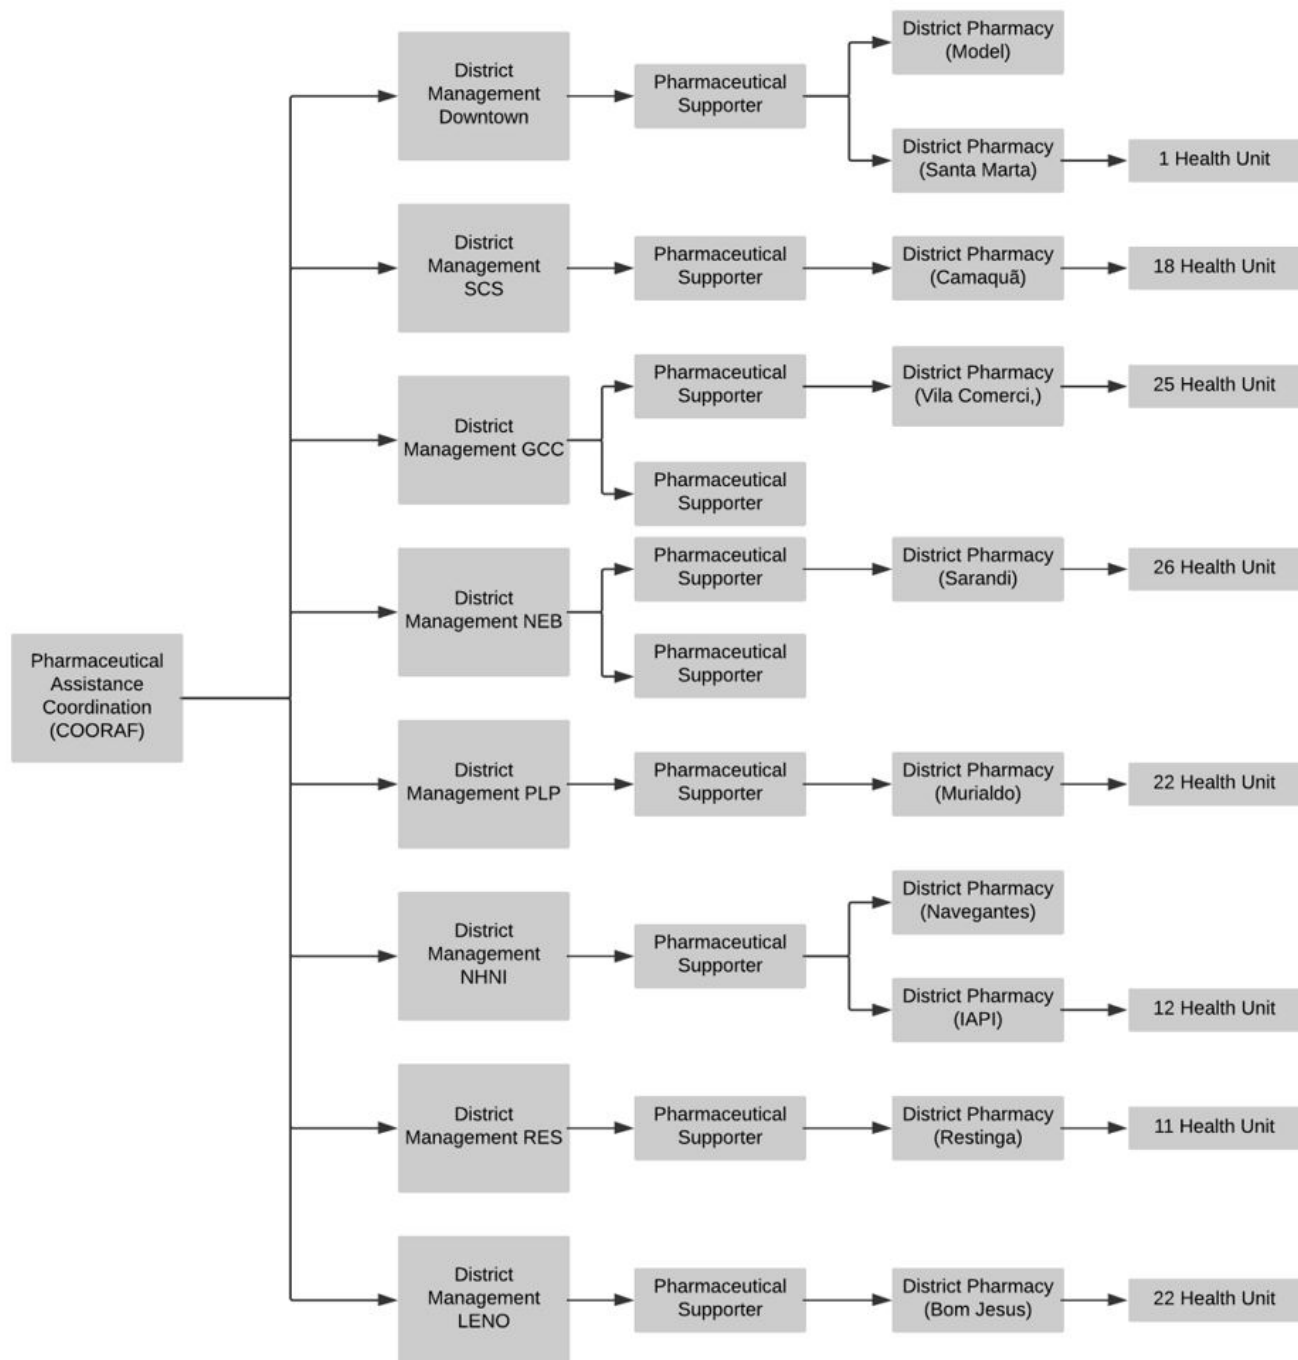 Pharmaceutical
Assistance
Coordination
(COORAF)
District
Management
Downtown
Pharmaceutical
Supporter
District Pharmacy
(Model)
District Pharmacy
(Santa Marta)
1 Health Unit
District
Management
SCS
Pharmaceutical
Supporter
District Pharmacy
(Camaquã)
18 Health Unit
District
Management GCC
Pharmaceutical
Supporter
District Pharmacy
(Vila Comerci,)
25 Health Unit
Pharmaceutical
Supporter
District
Management NEB
Pharmaceutical
Supporter
District Pharmacy
(Sarandi)
26 Health Unit
Pharmaceutical
Supporter
District
Management PLP
Pharmaceutical
Supporter
District Pharmacy
(Murialdo)
22 Health Unit
District
Management
NHNI
Pharmaceutical
Supporter
District Pharmacy
(Navegantes)
District Pharmacy
(IAPI)
12 Health Unit
District
Management RES
Pharmaceutical
Supporter
District Pharmacy
(Restinga)
11 Health Unit
District
Management
LENO
Pharmaceutical
Supporter
District Pharmacy
(Bom Jesus)
22 Health Unit